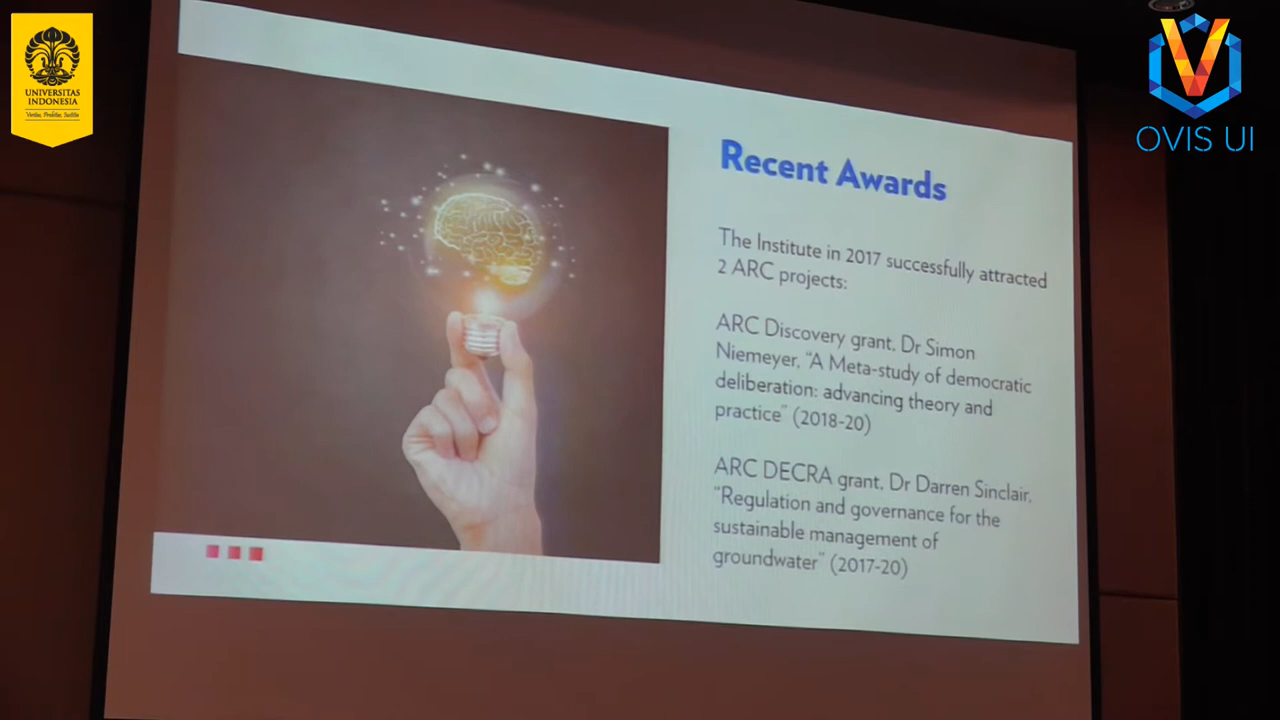 UNIVERSITAS
INDONESIA
Veritas, Probitas, Iustitia
OVIS UI
Recent Awards
The Institute in 2017 successfully attracted
2 ARC projects:
ARC Discovery grant, Dr Simon
Niemeyer, “A Meta-study of democratic
deliberation: advancing theory and
practice” (2018-20)
ARC DECRA grant, Dr Darren Sinclair,
“Regulation and governance for the
sustainable management of
groundwater” (2017-20)